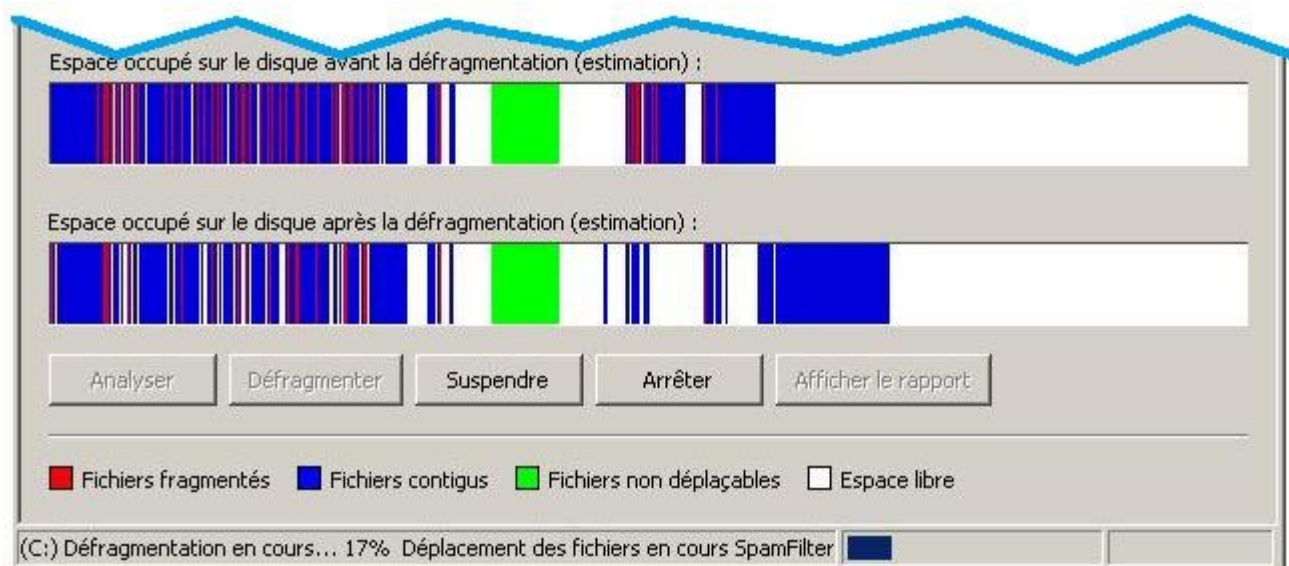 Espace occupé sur le disque avant la défragmentation (estimation) :
Espace occupé sur le disque après la défragmentation (estimation) :
Analyser Défragmenter Suspendre Arrêter Afficher le rapport
Fichiers fragmentés Fichiers contigus Fichiers non déplaçables Espace libre
(C:) Défragmentation en cours... 17% Déplacement des fichiers en cours SpamFilter